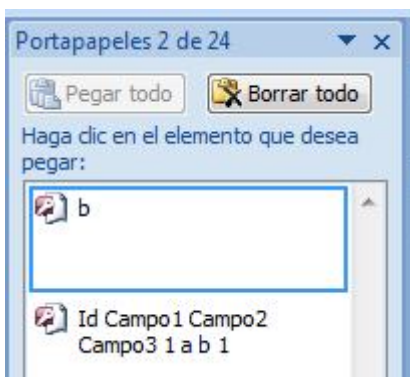 Portapapeles 2 de 24
Pegar todo Borrar todo
Haga clic en el elemento que desea
pegar:
b
Id Campo1 Campo2
Campo3 1 a b 1